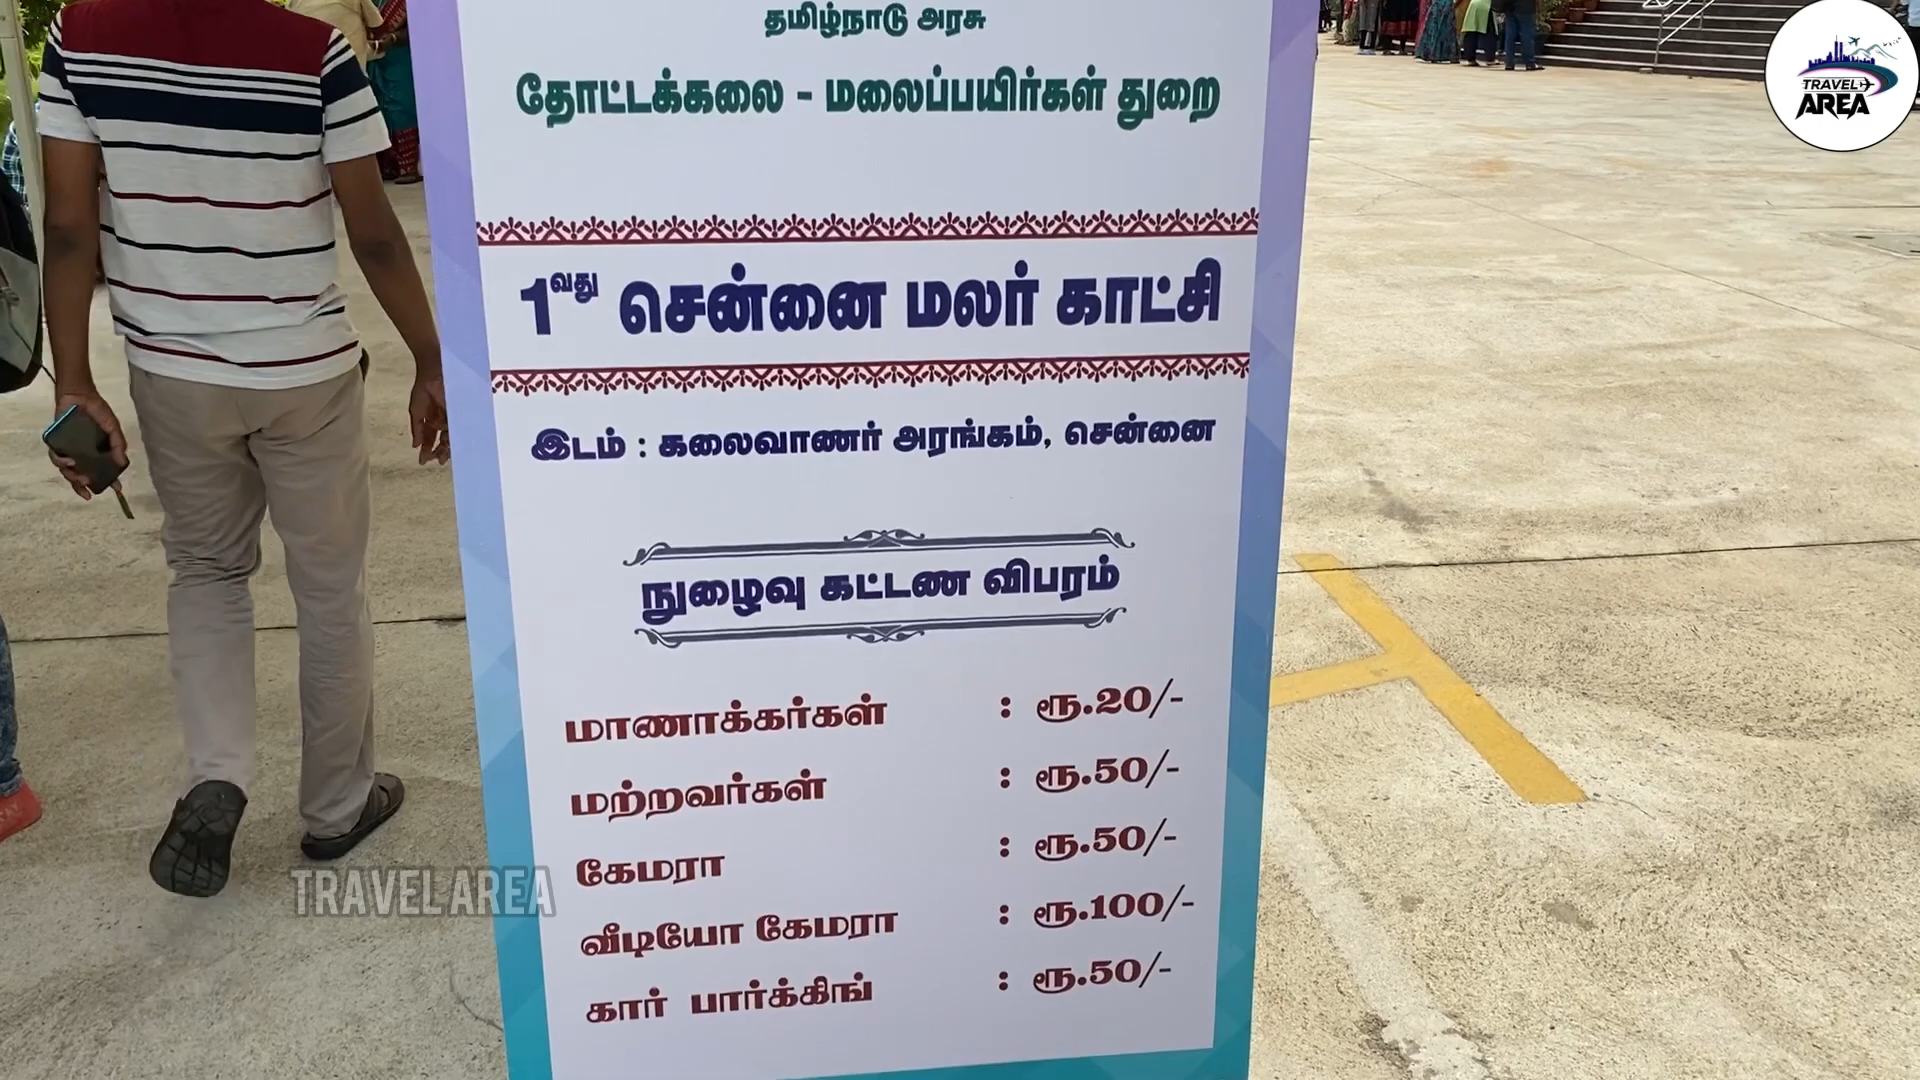 தமிழ்நாடு அரசு
தோட்டக்கலை - மலைப்பயிர்கள் துறை
1வது சென்னை மலர் காட்சி
இடம் : கலைவாணர் அரங்கம், சென்னை
நுழைவு கட்டண விபரம்
மாணாக்கர்கள் : ரூ.20/-
மற்றவர்கள் : ரூ.50/-
கேமரா : ரூ.50/-
வீடியோ கேமரா : ரூ.100/-
கார் பார்க்கிங் : ரூ.50/-
TRAVEL AREA
TRAVEL
AREA